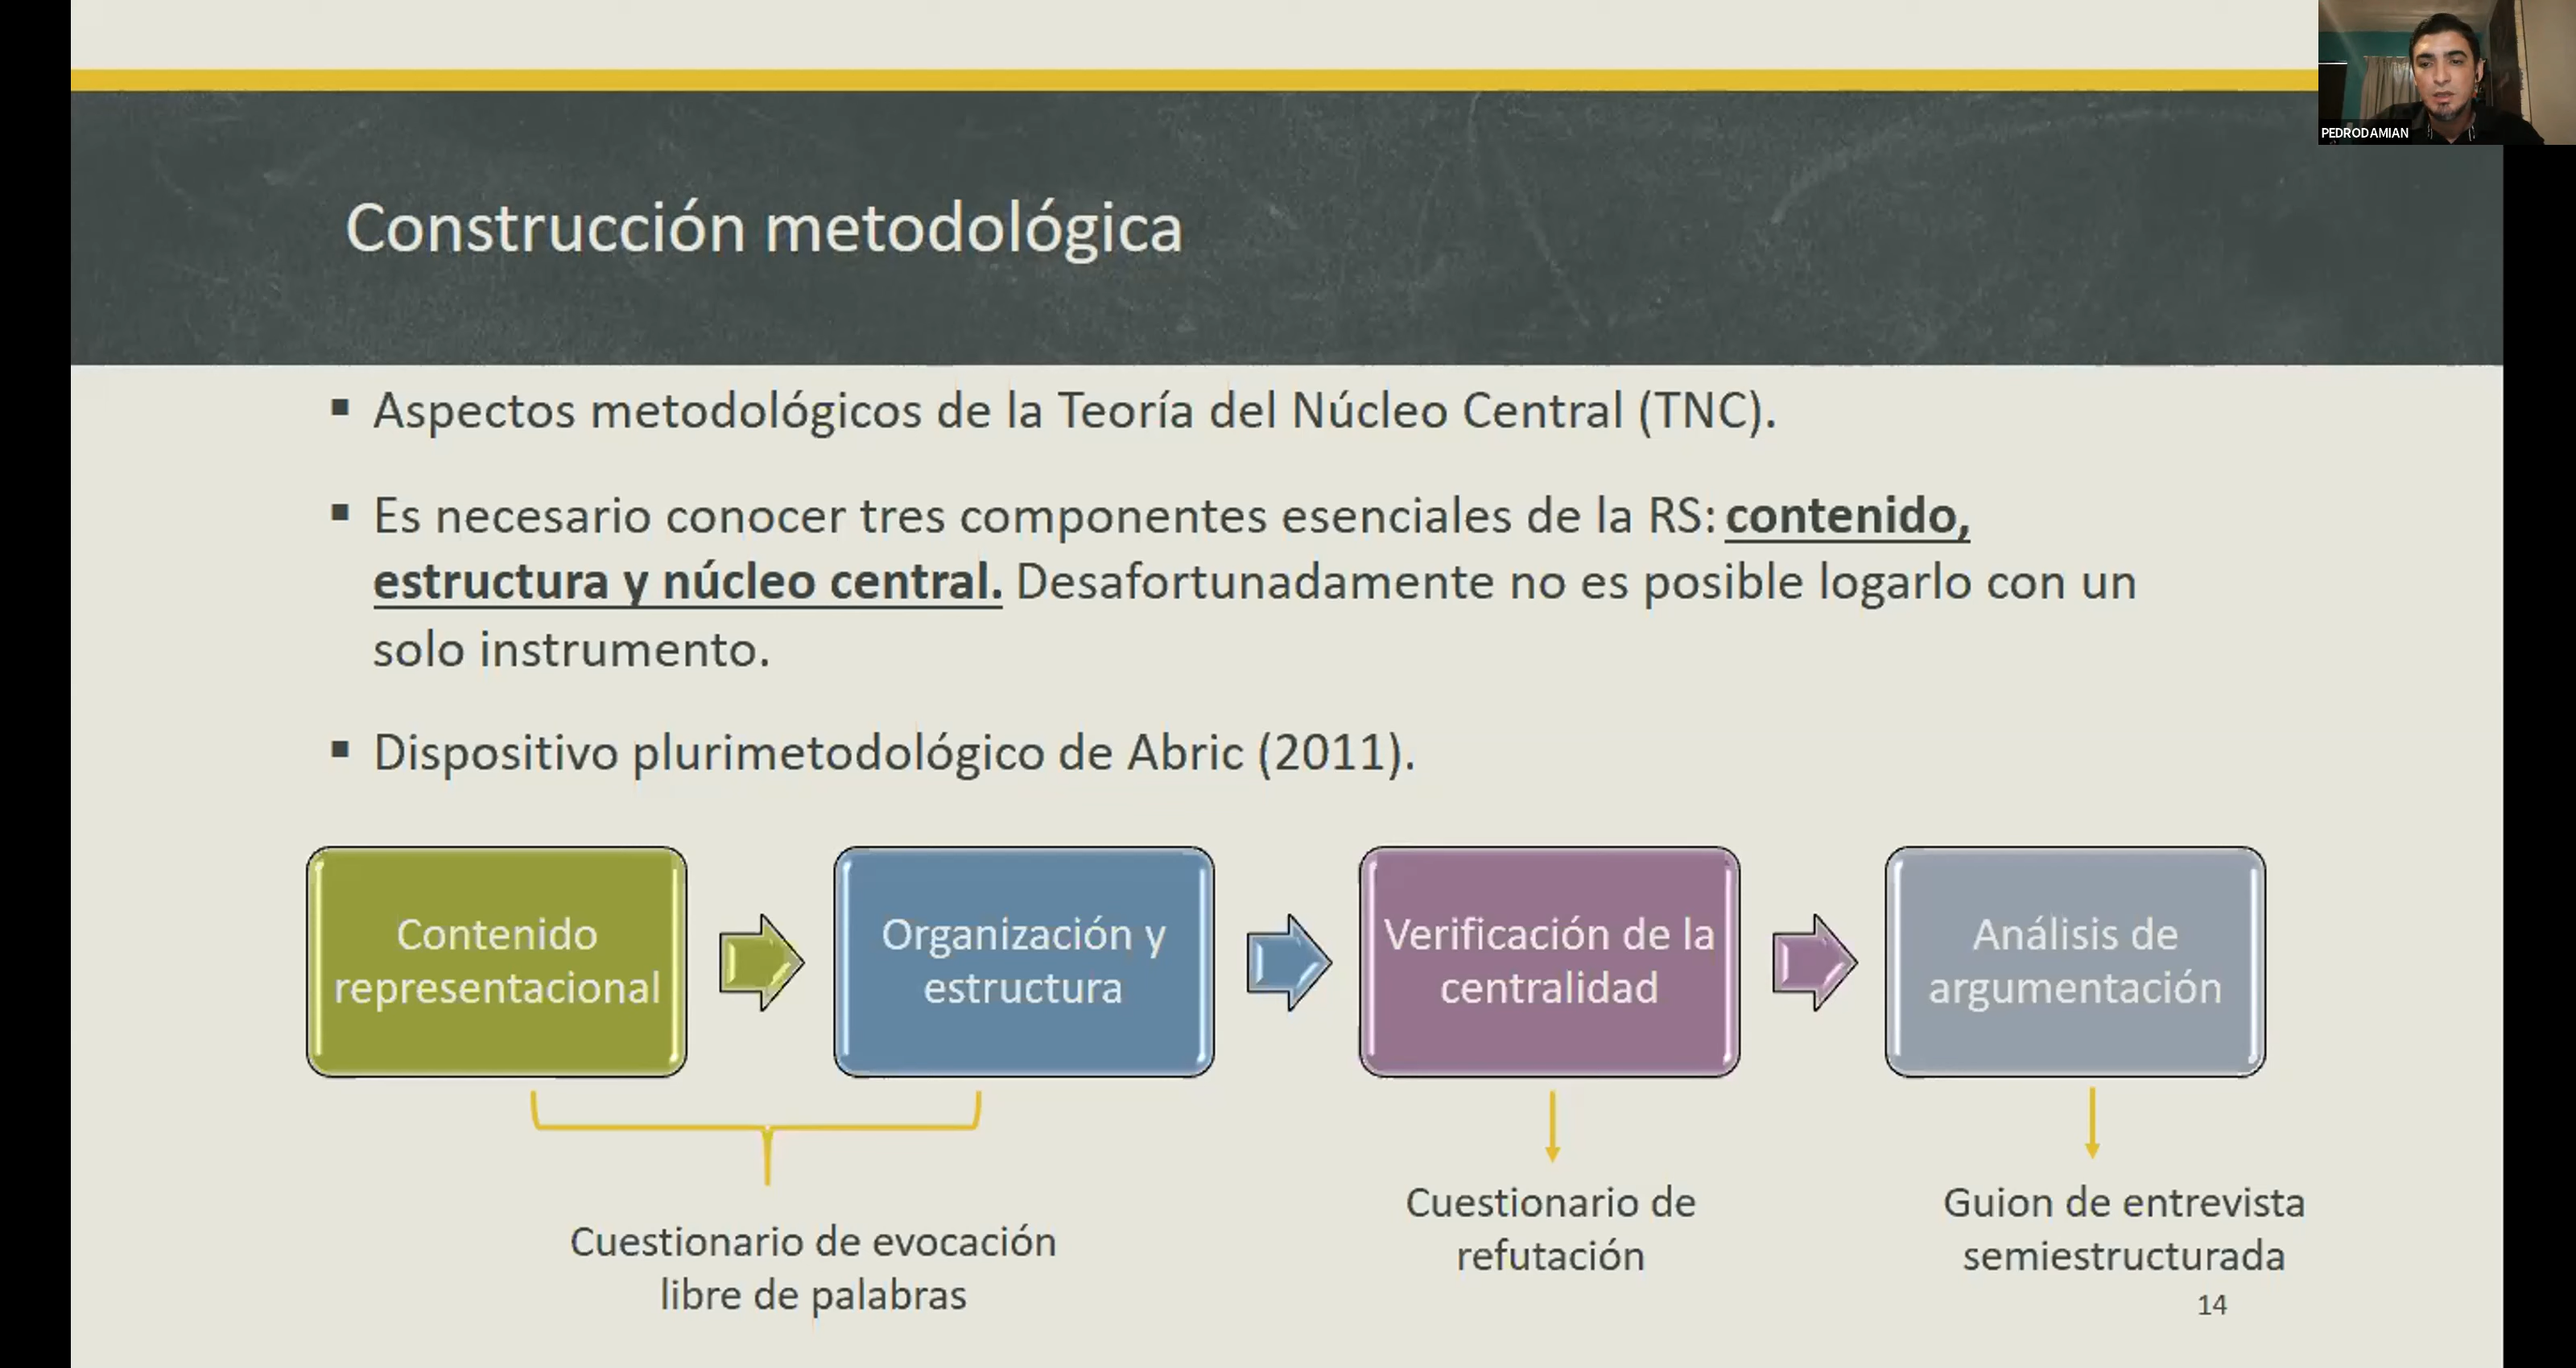 PEDRODAMIAN
Construcción metodológica
▪ Aspectos metodológicos de la Teoría del Núcleo Central (TNC).
▪ Es necesario conocer tres componentes esenciales de la RS: contenido,
estructura y núcleo central. Desafortunadamente no es posible logarlo con un
solo instrumento.
▪ Dispositivo plurimetodológico de Abric (2011).
Contenido
representacional
Organización y
estructura
Verificación de la
centralidad
Análisis de
argumentación
Cuestionario de evocación
libre de palabras
Cuestionario de
refutación
Guion de entrevista
semiestructurada
14